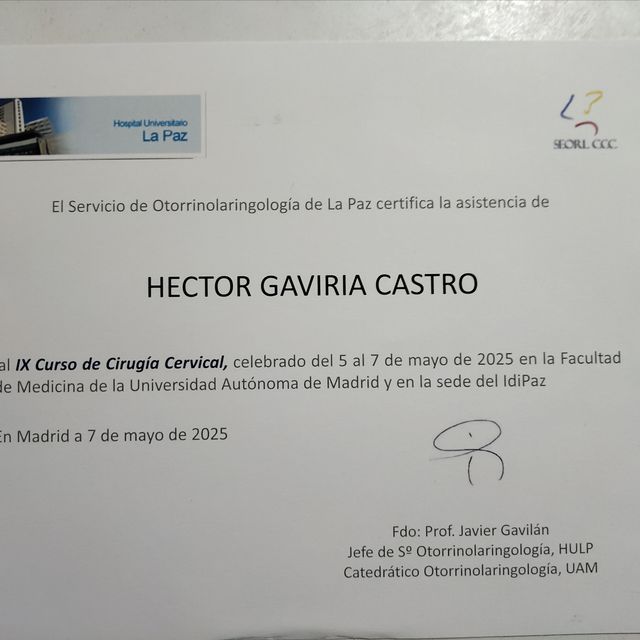 Hospital Universitario
La Paz
SEORL CCC
El Servicio de Otorrinolaringología de La Paz certifica la asistencia de
HECTOR GAVIRIA CASTRO
al IX Curso de Cirugía Cervical, celebrado del 5 al 7 de mayo de 2025 en la Facultad
de Medicina de la Universidad Autónoma de Madrid y en la sede del IdiPaz
En Madrid a 7 de mayo de 2025
Fdo: Prof. Javier Gavilán
Jefe de Sº Otorrinolaringología, HULP
Catedrático Otorrinolaringología, UAM